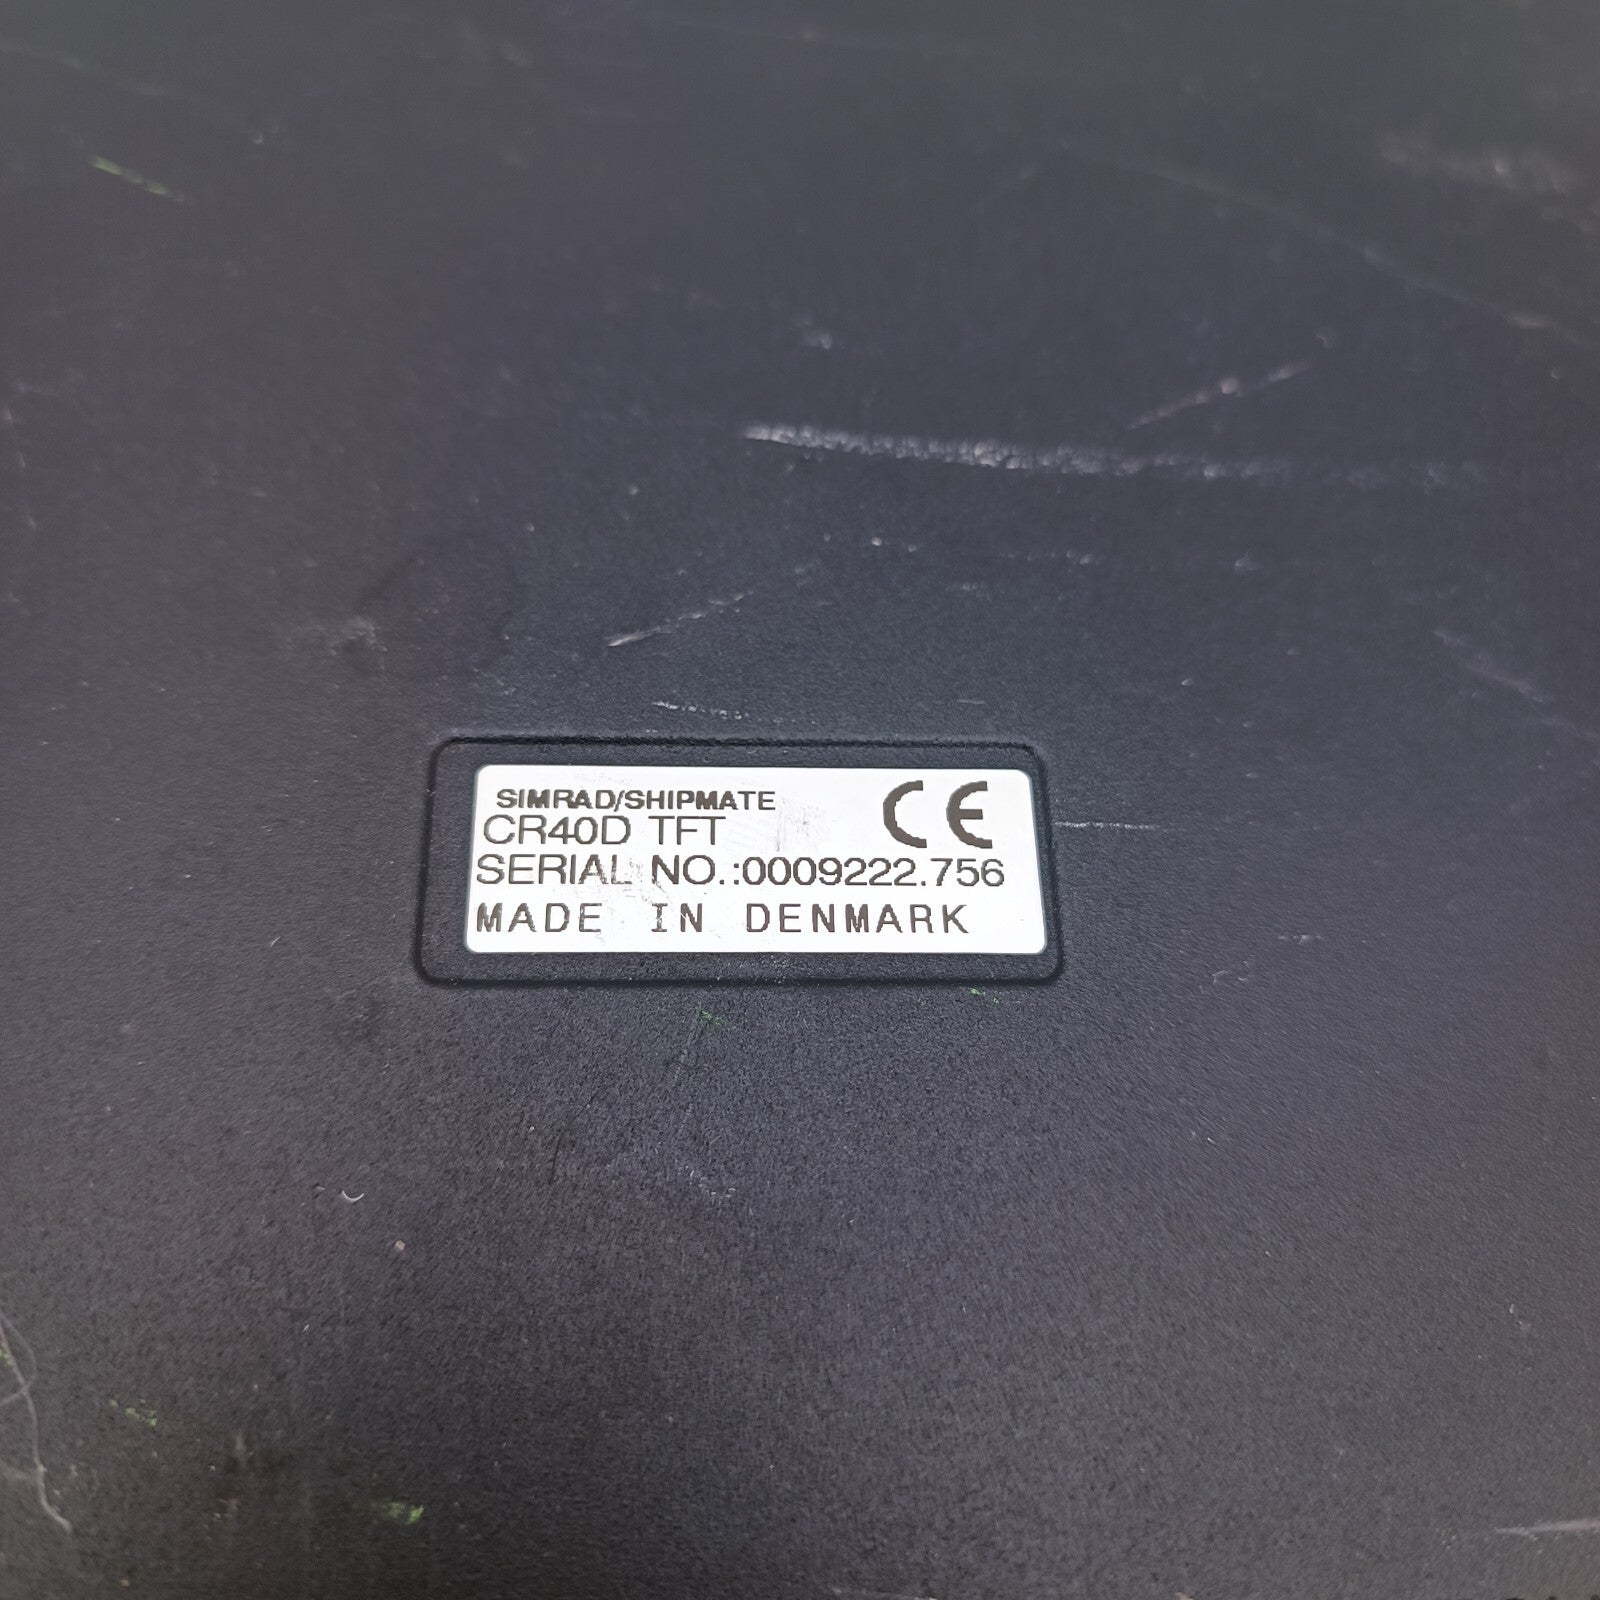 SIMRAD/SHIPMATE CE
CR40D TFT
SERIAL NO.:0009222.756
MADE IN DENMARK